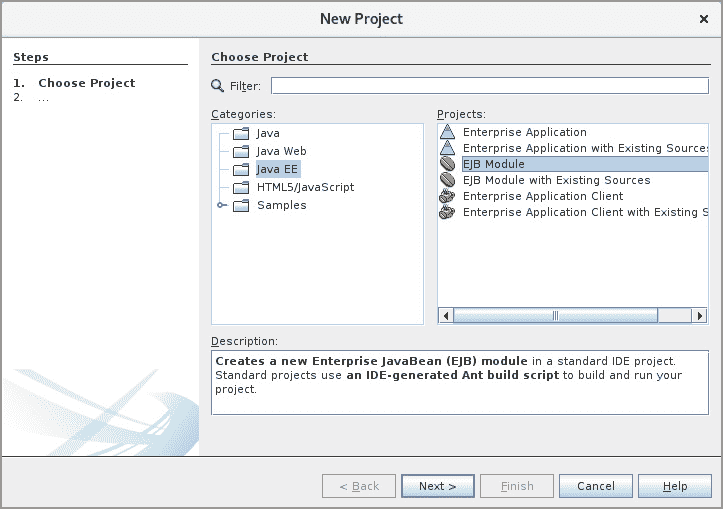 New Project
×
Steps
1. Choose Project
2. ...
Choose Project
Filter:
Categories:
Java
Java Web
Java EE
HTML5/JavaScript
Samples
Projects:
Enterprise Application
Enterprise Application with Existing Sources
EJB Module
EJB Module with Existing Sources
Enterprise Application Client
Enterprise Application Client with Existing S
Description:
Creates a new Enterprise JavaBean (EJB) module in a standard IDE project.
Standard projects use an IDE-generated Ant build script to build and run your
project.
< Back
Next >
Finish
Cancel
Help